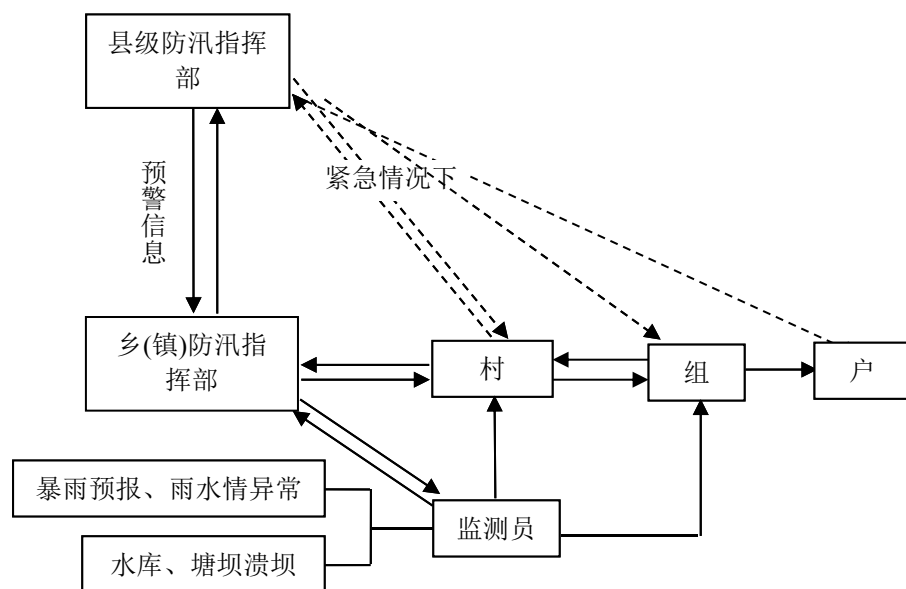 县级防汛指挥
部
预警信息
紧急情况下
乡(镇)防汛指
挥部
村
组
户
暴雨预报、雨水情异常
监测员
水库、塘坝溃坝